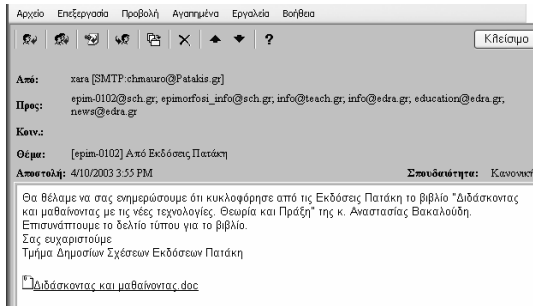 Αρχείο Επεξεργασία Προβολή Αγαπημένα Εργαλεία Βοήθεια
Κλείσιμο
Από: xara [SMTP:chmauro@Patakis.gr]
Προς: epim-0102@sch.gr; epimorfosi_info@sch.gr; info@teach.gr; info@edra.gr; education@edra.gr;
news@edra.gr
Κοιν.:
Θέμα: [epim-0102] Από Εκδόσεις Πατάκη
Αποστολή: 4/10/2003 3:55 PM Σπουδαιότητα: Κανονική
Θα θέλαμε να σας ενημερώσουμε ότι κυκλοφόρησε από τις Εκδόσεις Πατάκη το βιβλίο "Διδάσκοντας
και μαθαίνοντας με τις νέες τεχνολογίες. Θεωρία και Πράξη" της κ. Αναστασίας Βακαλούδη.
Επισυνάπτουμε το δελτίο τύπου για το βιβλίο.
Σας ευχαριστούμε
Τμήμα Δημοσίων Σχέσεων Εκδόσεων Πατάκη
Διδάσκοντας και μαθαίνοντας.doc